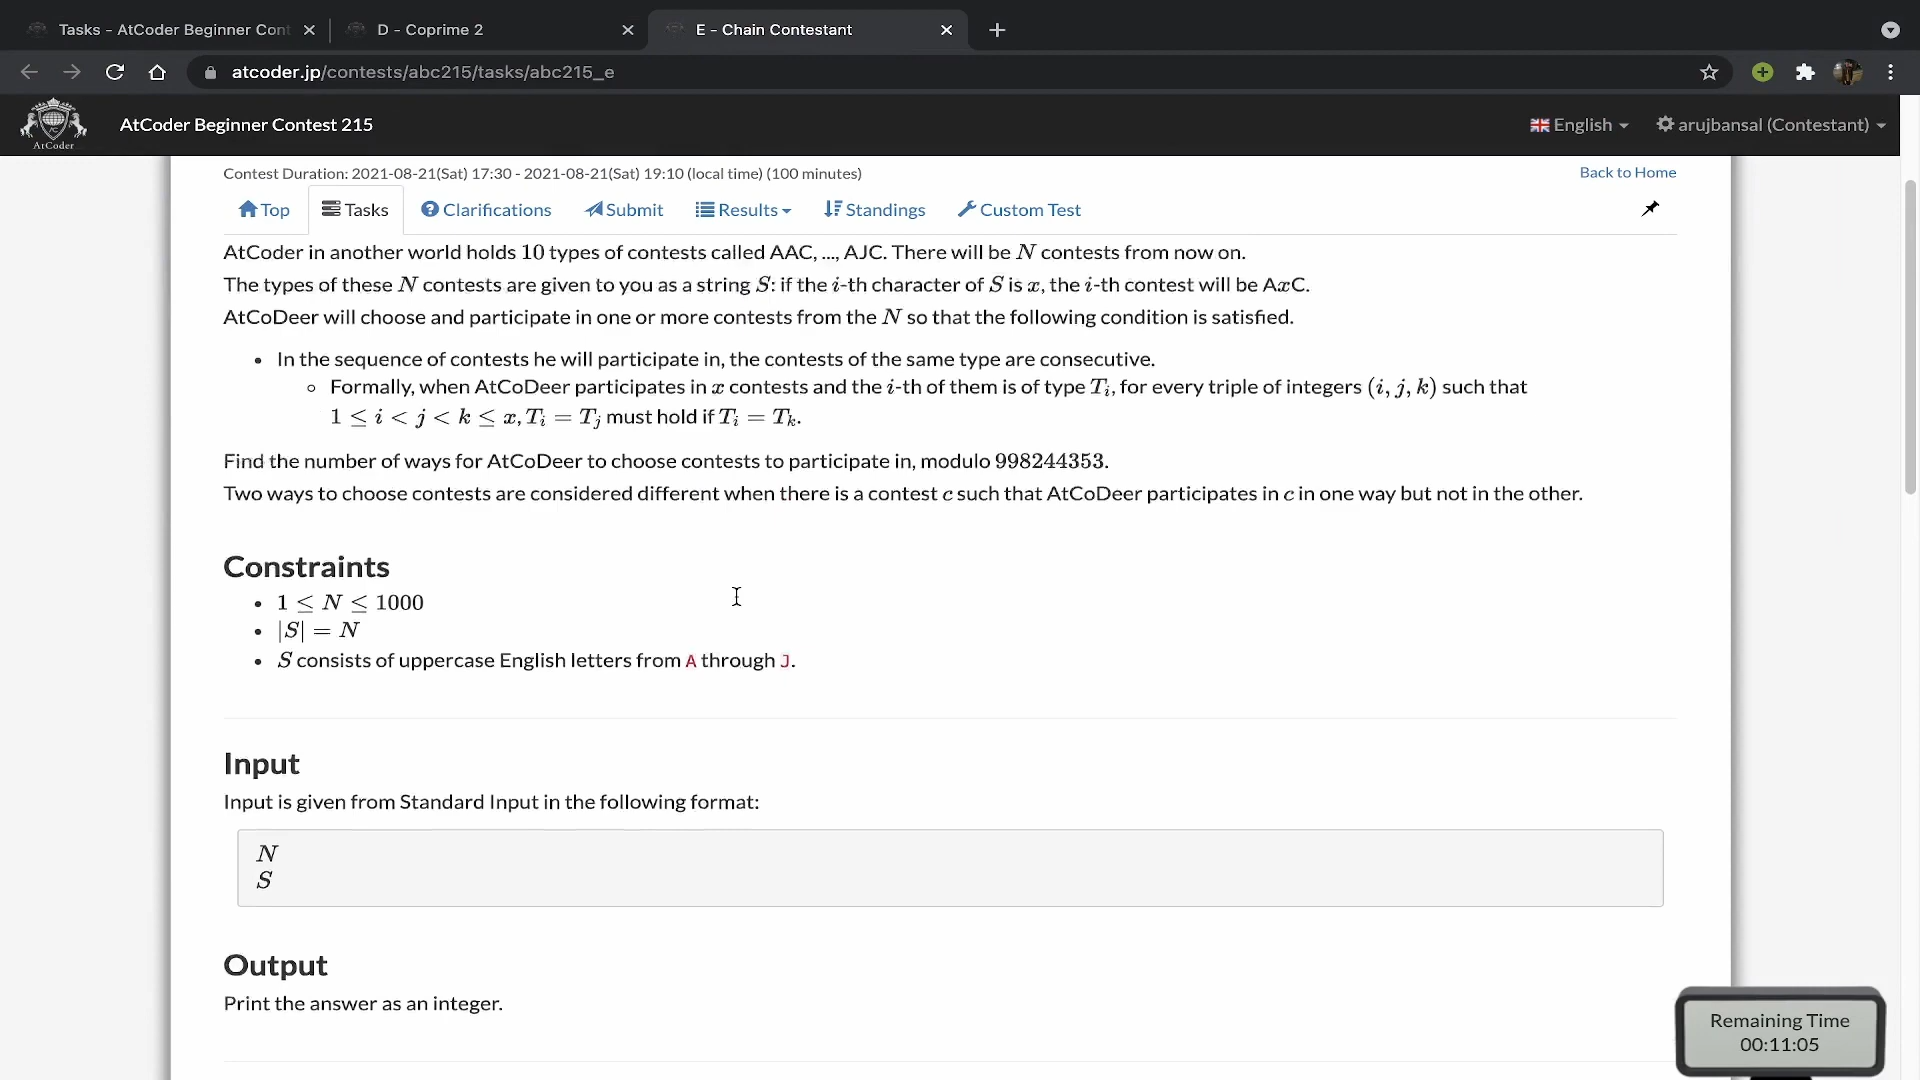 Tasks - AtCoder Beginner Cont
D - Coprime 2
E - Chain Contestant
atcoder.jp/contests/abc215/tasks/abc215_e
AtCoder
AtCoder Beginner Contest 215
English
arujbansal (Contestant)
Contest Duration: 2021-08-21(Sat) 17:30 - 2021-08-21(Sat) 19:10 (local time) (100 minutes)
Back to Home
Top
Tasks
Clarifications
Submit
Results
Standings
Custom Test
AtCoder in another world holds 10 types of contests called AAC, ..., AJC. There will be N contests from now on.
The types of these N contests are given to you as a string S: if the i-th character of S is x, the i-th contest will be AxC.
AtCoDeer will choose and participate in one or more contests from the N so that the following condition is satisfied.
• In the sequence of contests he will participate in, the contests of the same type are consecutive.
◦ Formally, when AtCoDeer participates in x contests and the i-th of them is of type T_i, for every triple of integers (i, j, k) such that
1 ≤ i < j < k ≤ x, T_i = T_j must hold if T_i = T_k.
Find the number of ways for AtCoDeer to choose contests to participate in, modulo 998244353.
Two ways to choose contests are considered different when there is a contest c such that AtCoDeer participates in c in one way but not in the other.
Constraints
• 1 ≤ N ≤ 1000
• |S| = N
• S consists of uppercase English letters from A through J.
Input
Input is given from Standard Input in the following format:
N
S
Output
Print the answer as an integer.
Remaining Time
00:11:05